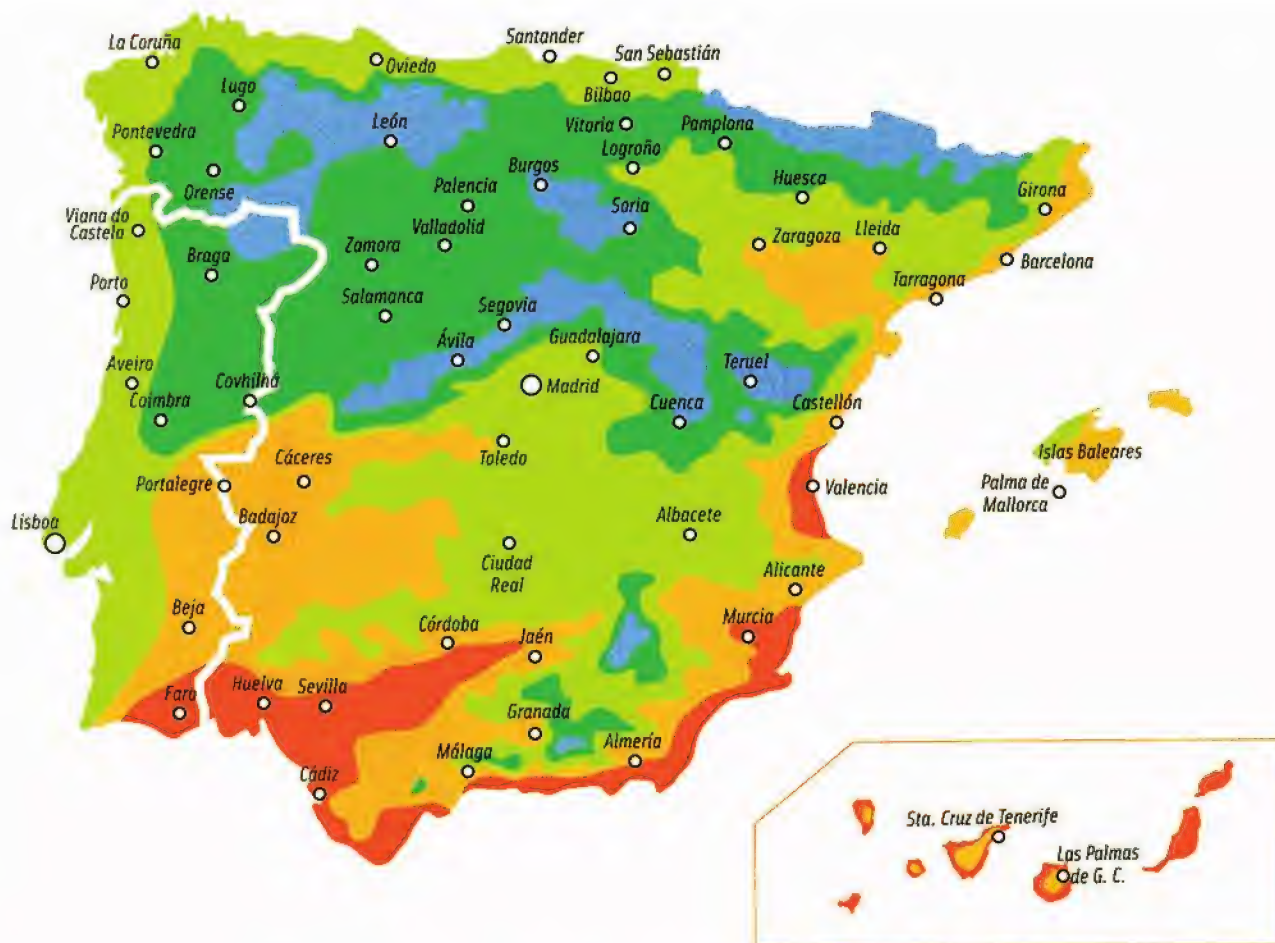 La Coruña
Oviedo
Santander
San Sebastián
Bilbao
Lugo
León
Vitoria
Pamplona
Pontevedra
Logroño
Orense
Burgos
Huesca
Palencia
Girona
Viana do
Castela
Soria
Valladolid
Zaragoza
Lleida
Braga
Zomora
Barcelona
Porto
Tarragona
Salamanca
Segovia
Ávila
Guadalajara
Aveiro
Teruel
Madrid
Covhilhá
Coimbra
Cuenca
Castellón
Toledo
Islas Baleares
Cáceres
Portalegre
Valencia
Palma de
Mallorca
Lisboa
Badajoz
Albacete
Ciudad
Real
Alicante
Beja
Córdoba
Jaén
Murcia
Faro
Huelva
Sevilla
Granada
Málaga
Almería
Cádiz
Sta. Cruz de Tenerife
Las Palmas
de G. C.